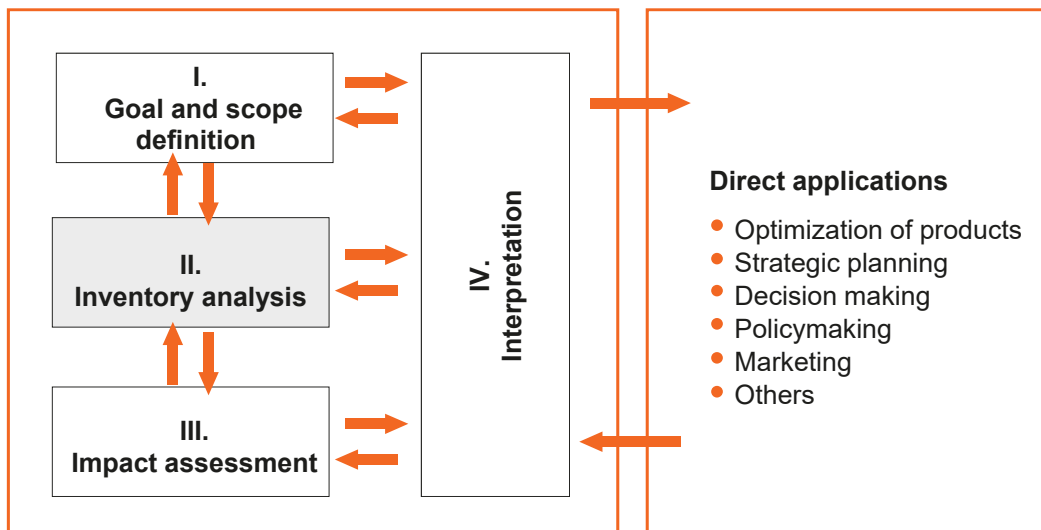 I.
Goal and scope
definition
II.
Inventory analysis
III.
Impact assessment
IV.
Interpretation
Direct applications
• Optimization of products
• Strategic planning
• Decision making
• Policymaking
• Marketing
• Others